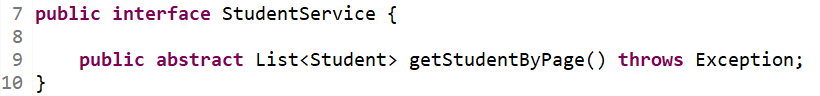 7 public interface StudentService {
8
9     public abstract List<Student> getStudentByPage() throws Exception;
10 }